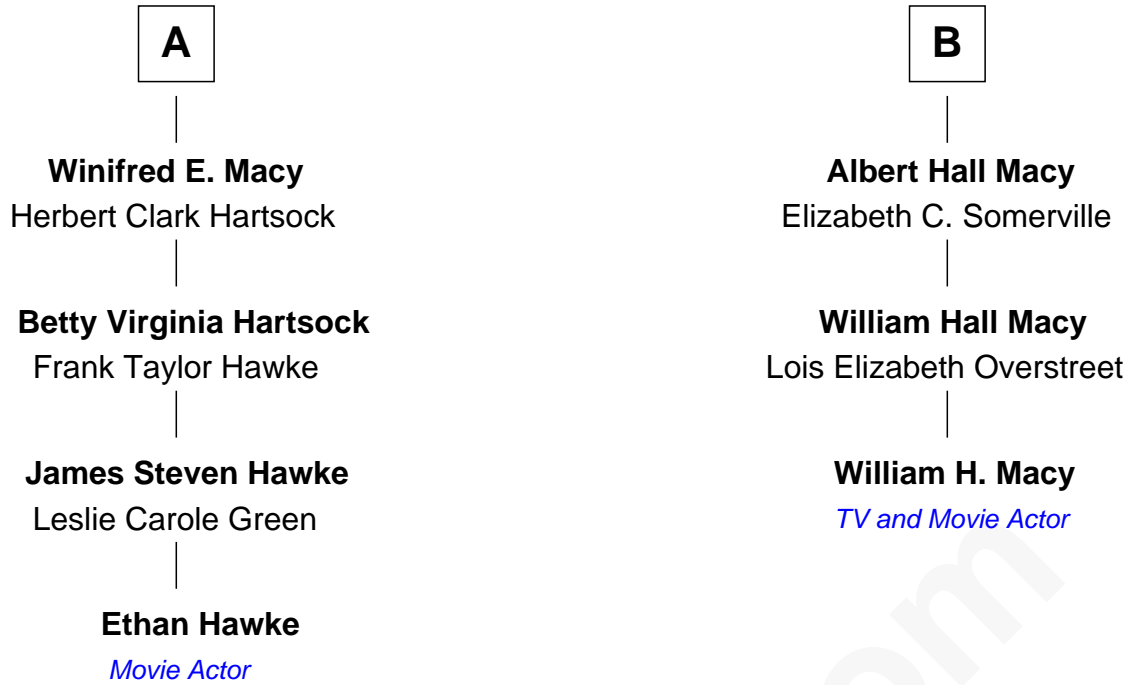 A
Winifred E. Macy
Herbert Clark Hartsock
Betty Virginia Hartsock
Frank Taylor Hawke
James Steven Hawke
Leslie Carole Green
Ethan Hawke
Movie Actor
B
Albert Hall Macy
Elizabeth C. Somerville
William Hall Macy
Lois Elizabeth Overstreet
William H. Macy
TV and Movie Actor
om